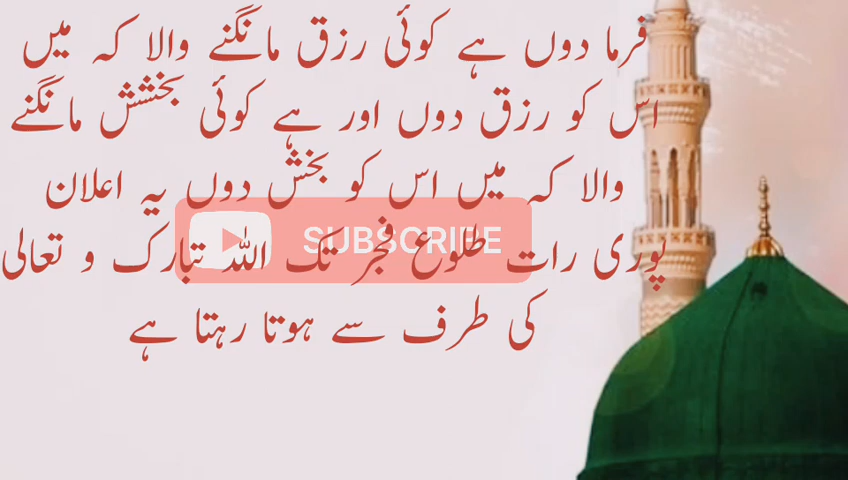 فرما دوں ہے کوئی رزق مانگنے والا کہ میں
اس کو رزق دوں اور ہے کوئی بخشش مانگنے
والا کہ میں اس کو بخش دوں یہ اعلان
SUBSCRIBE
پوری رات طلوع فجر تک اللہ تبارک و تعالی
کی طرف سے ہوتا رہتا ہے